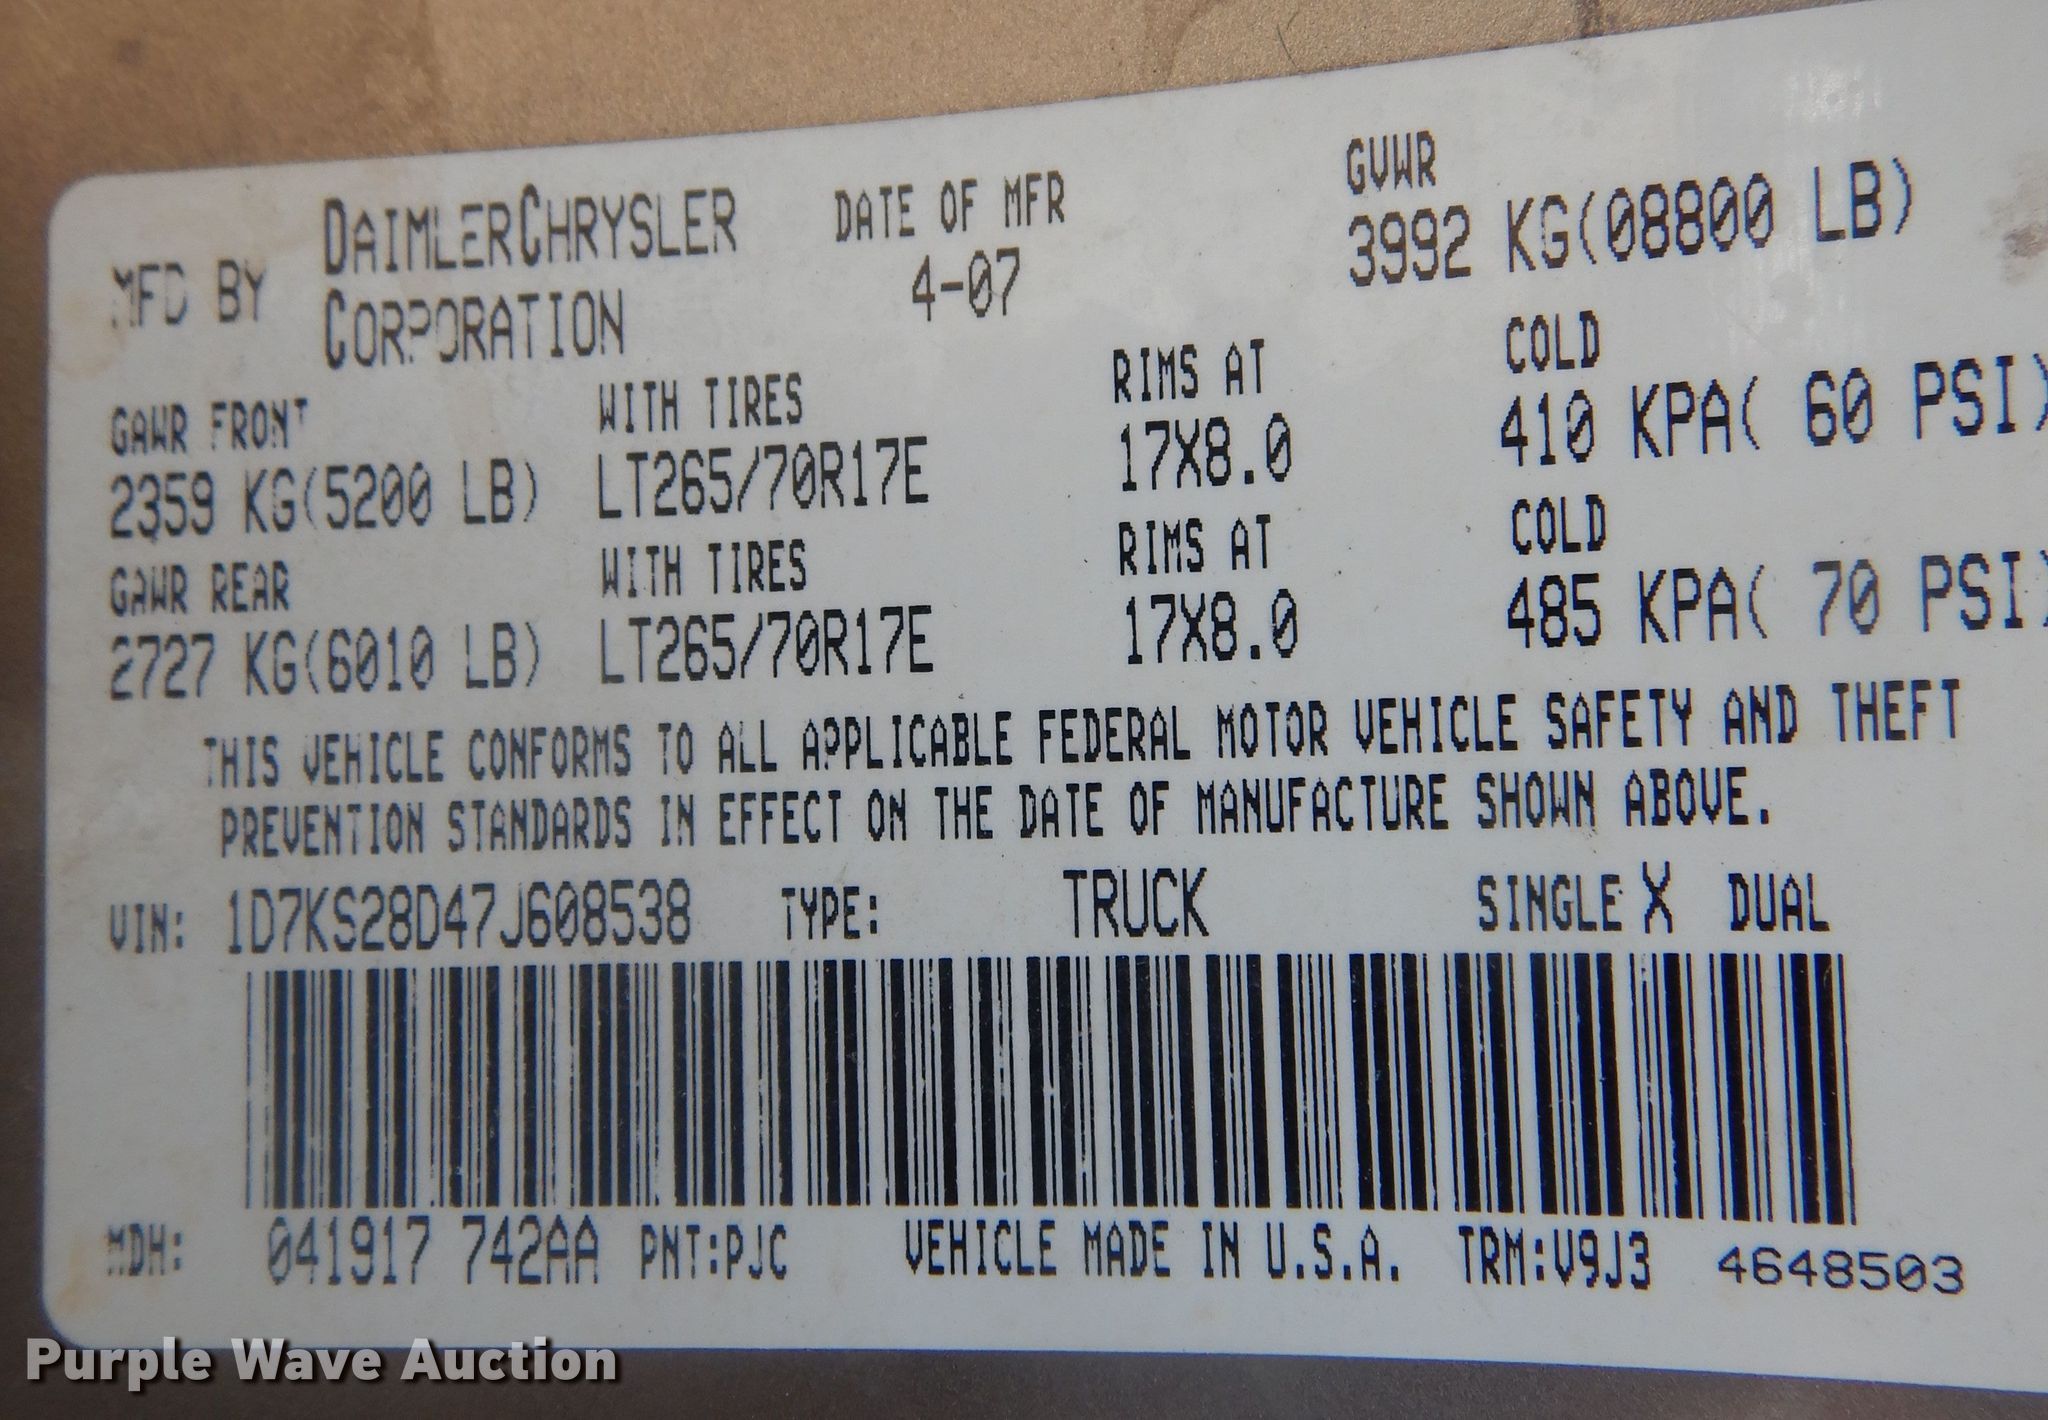 MFD BY DAIMLERCHRYSLER CORPORATION DATE OF MFR 4-07 GVWR 3992 KG(08800 LB)
GAWR FRONT WITH TIRES RIMS AT COLD
2359 KG(5200 LB) LT265/70R17E 17X8.0 410 KPA( 60 PSI)
GAWR REAR WITH TIRES RIMS AT COLD
2727 KG(6010 LB) LT265/70R17E 17X8.0 485 KPA( 70 PSI)
THIS VEHICLE CONFORMS TO ALL APPLICABLE FEDERAL MOTOR VEHICLE SAFETY AND THEFT
PREVENTION STANDARDS IN EFFECT ON THE DATE OF MANUFACTURE SHOWN ABOVE.
VIN: 1D7KS28D47J608538 TYPE: TRUCK SINGLE X DUAL
MDH: 041917 742AA PNT:PJC VEHICLE MADE IN U.S.A. TRM:V9J3 4648503
Purple Wave Auction